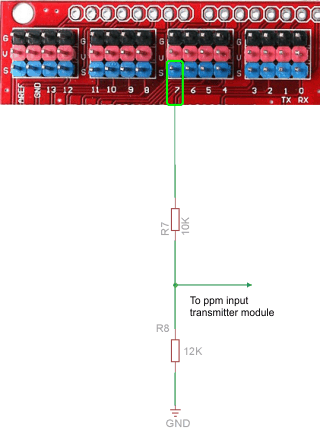 G G G G
V V V V
S S S S
AREF GND 13 12 11 10 9 8 7 6 5 4 3 2 1 0
TX RX
R7
10K
To ppm input
transmitter module
R8
12K
GND